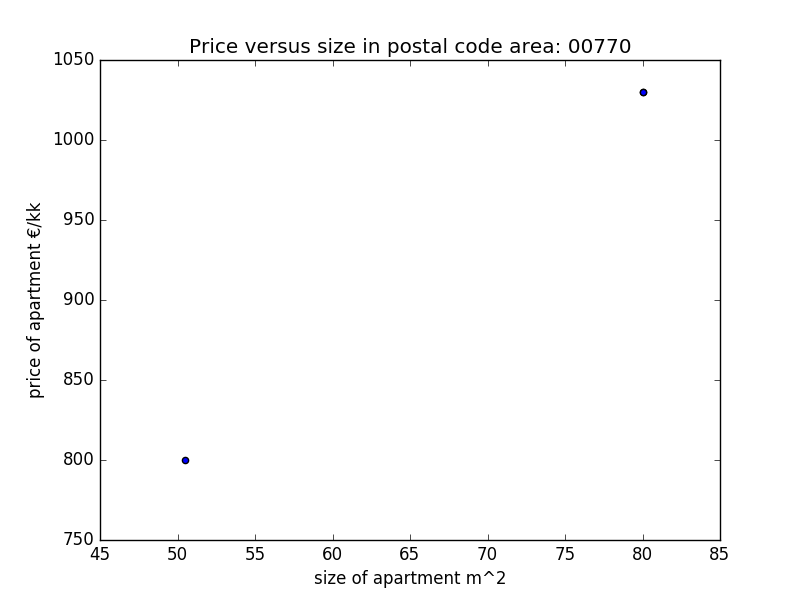 Price versus size in postal code area: 00770
1050
1000
950
900
850
800
750
price of apartment €/kk
45 50 55 60 65 70 75 80 85
size of apartment m^2